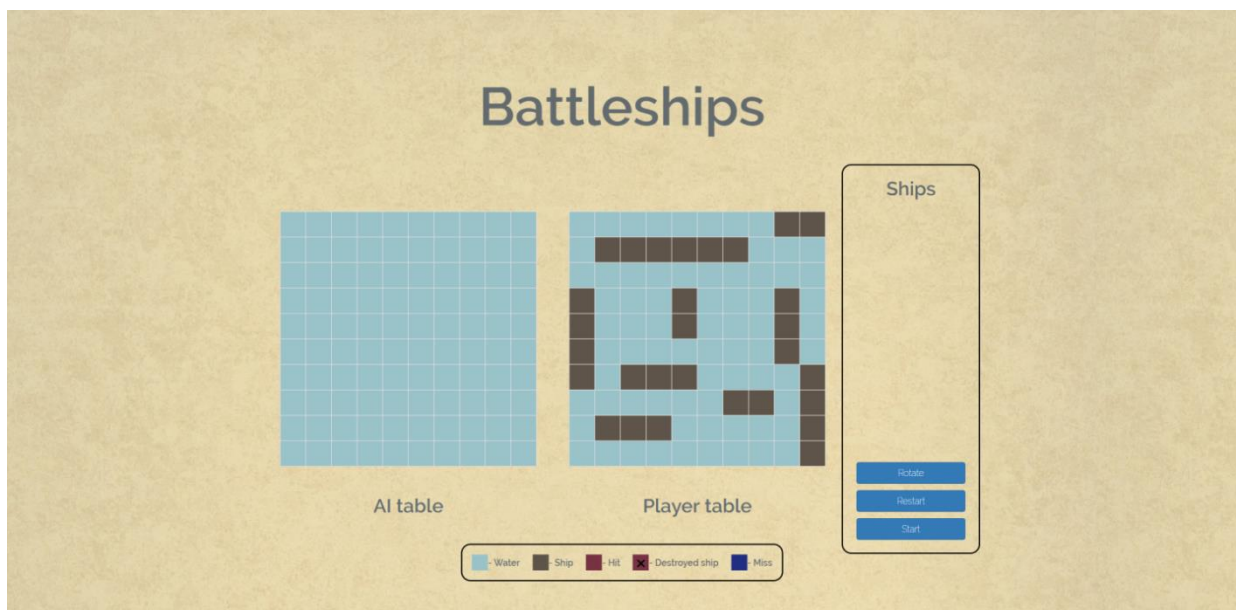 Battleships
Ships
Rotate
Restart
Start
AI table
Player table
- Water - Ship - Hit X - Destroyed ship - Miss